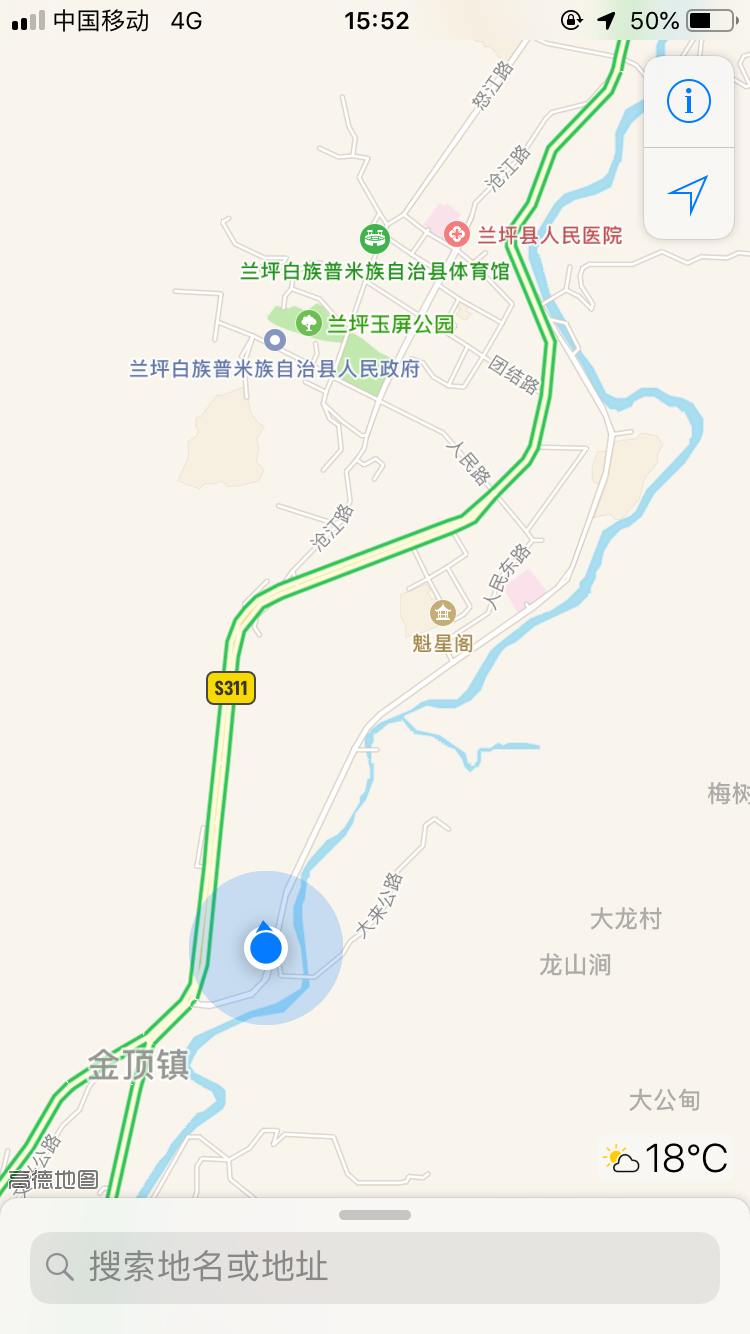 中国移动 4G 15:52 50%
怒江路
沧江路
兰坪县人民医院
兰坪白族普米族自治县体育馆
兰坪玉屏公园
兰坪白族普米族自治县人民政府
团结路
人民路
沧江路
人民东路
魁星阁
S311
梅树
大来公路
大龙村
龙山涧
金顶镇
大公甸
公路
18°C
高德地图
搜索地名或地址